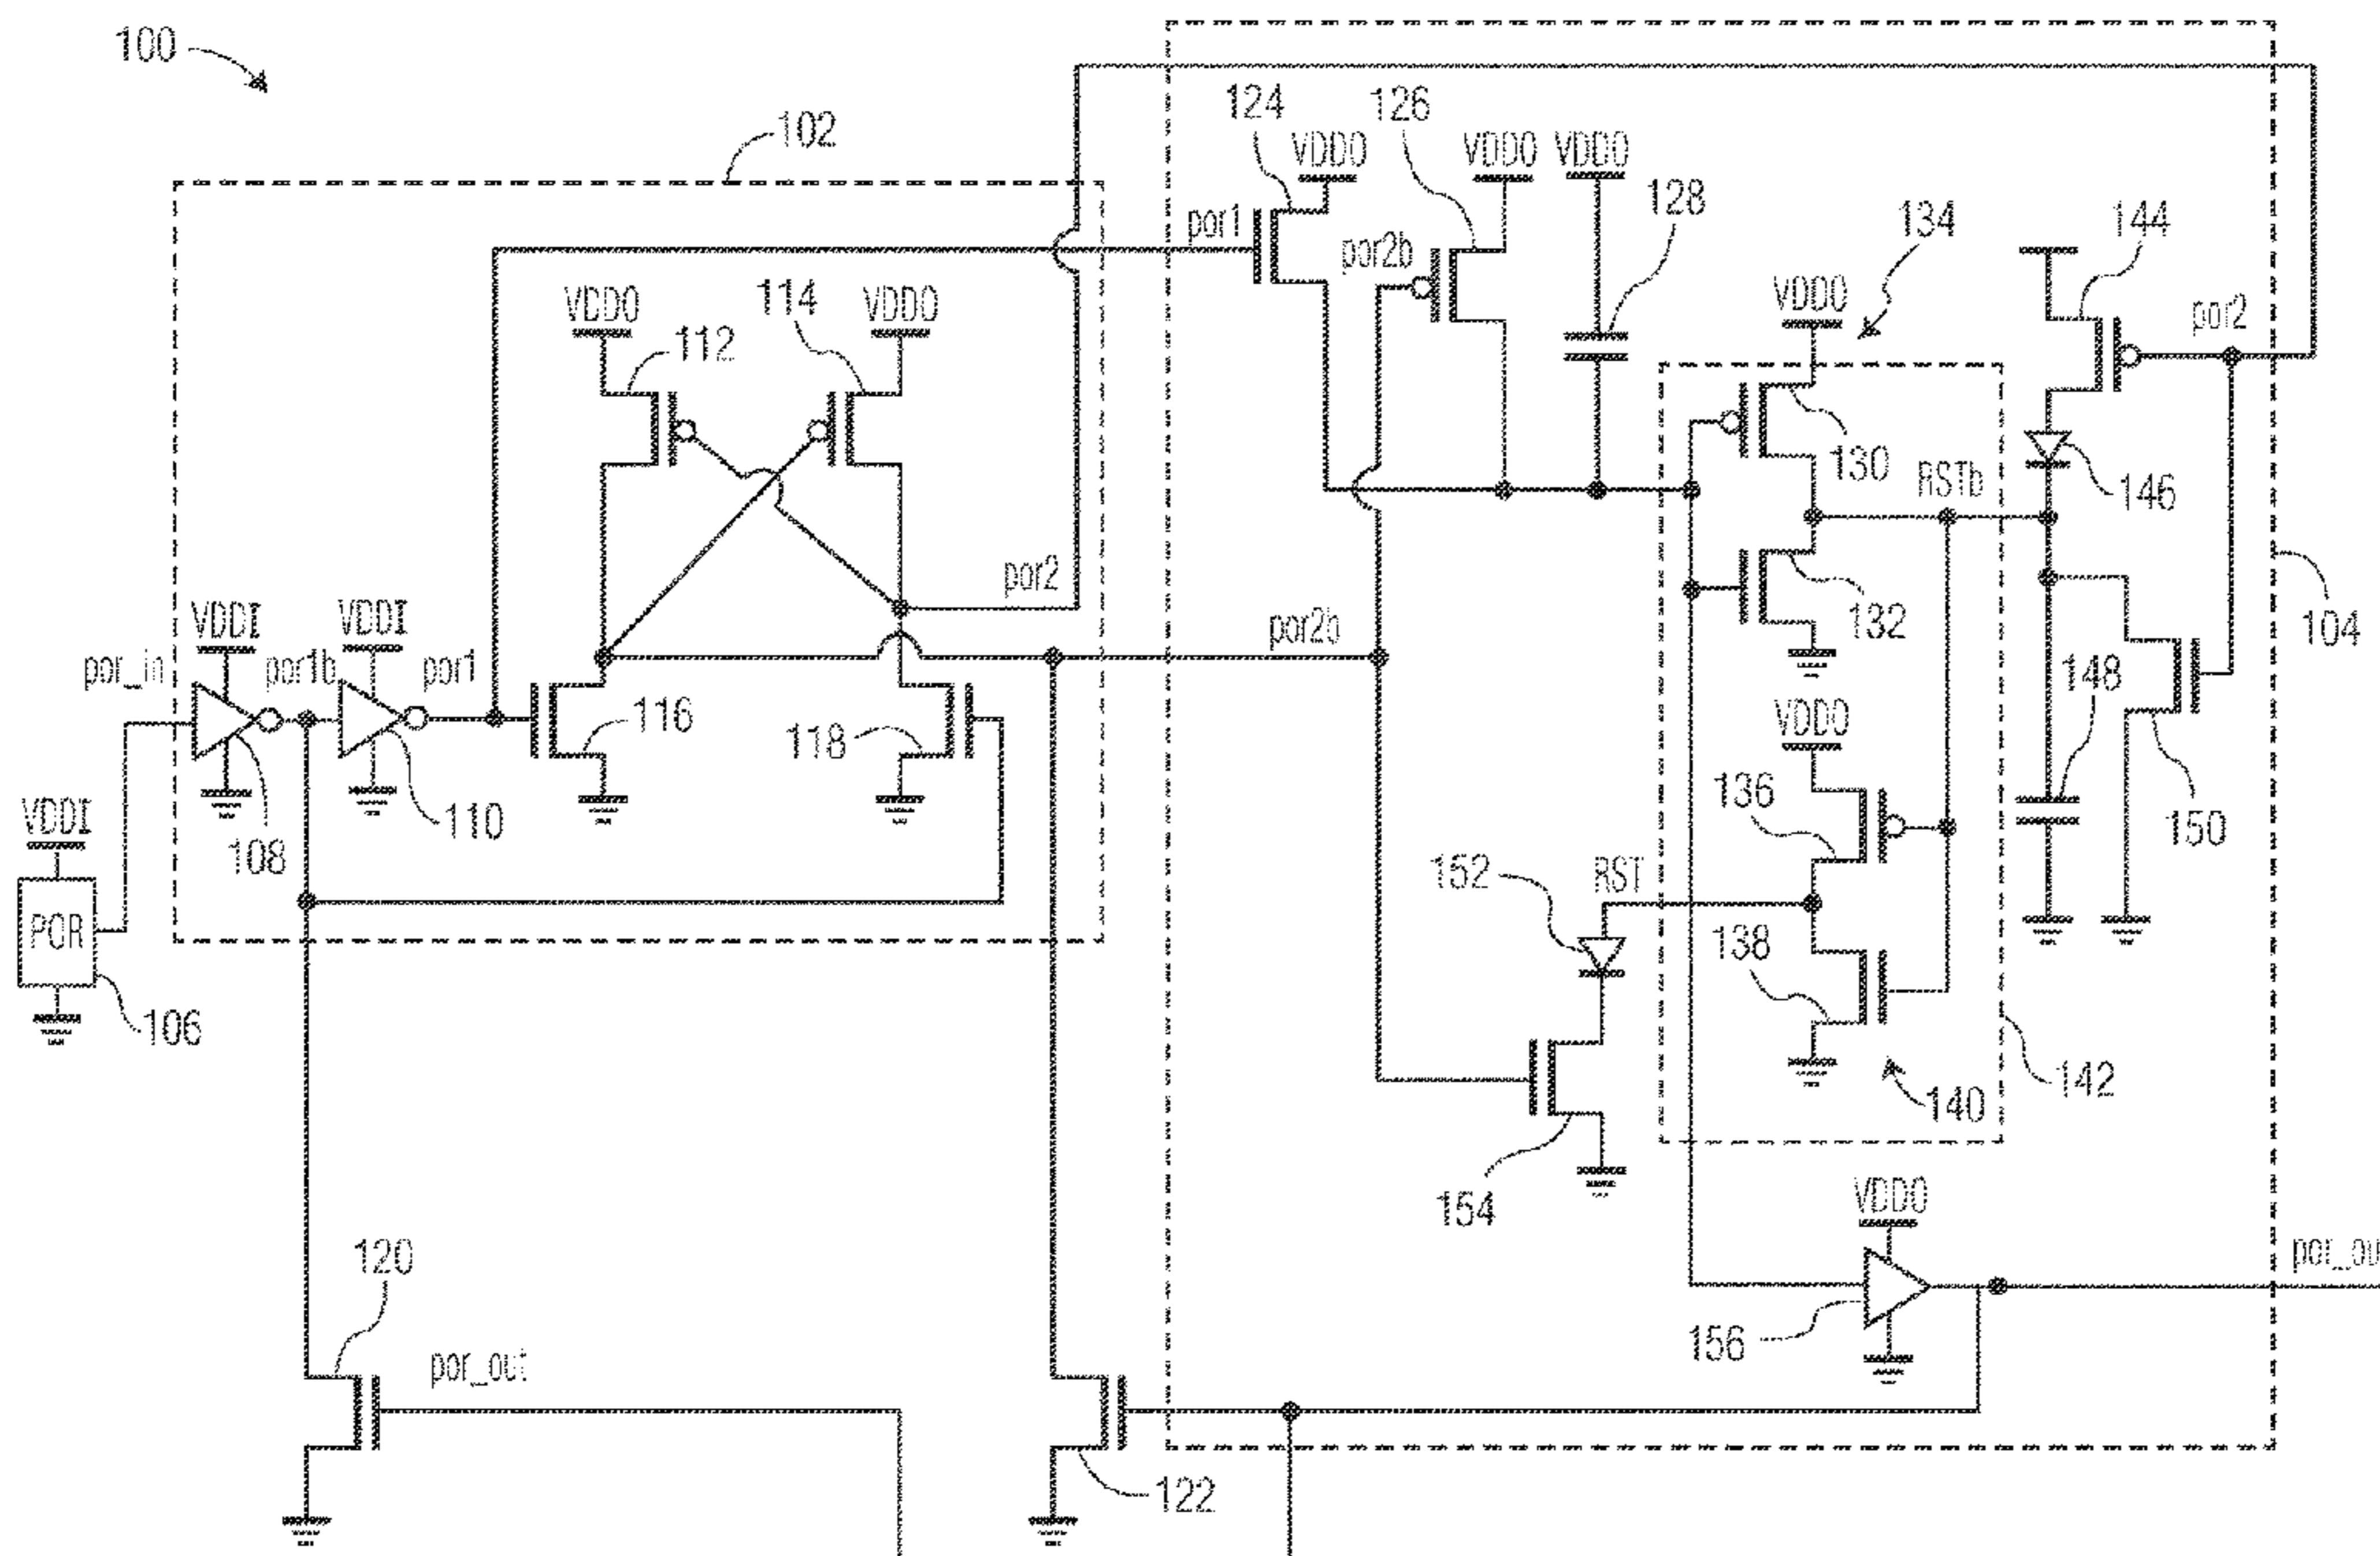 100
102
124
126
VDDO
VDDO
VDDO
128
134
144
por1
por2b
VDDO
por2
VDDO
112
114
VDDO
130
RSTb
146
por2
por2b
132
104
VDDI
VDDI
por_in
por1b
por1
116
118
148
VDDO
136
150
VDDI
108
110
152
RST
POR
138
106
140
142
154
VDDO
120
por_ou
156
por_out
122